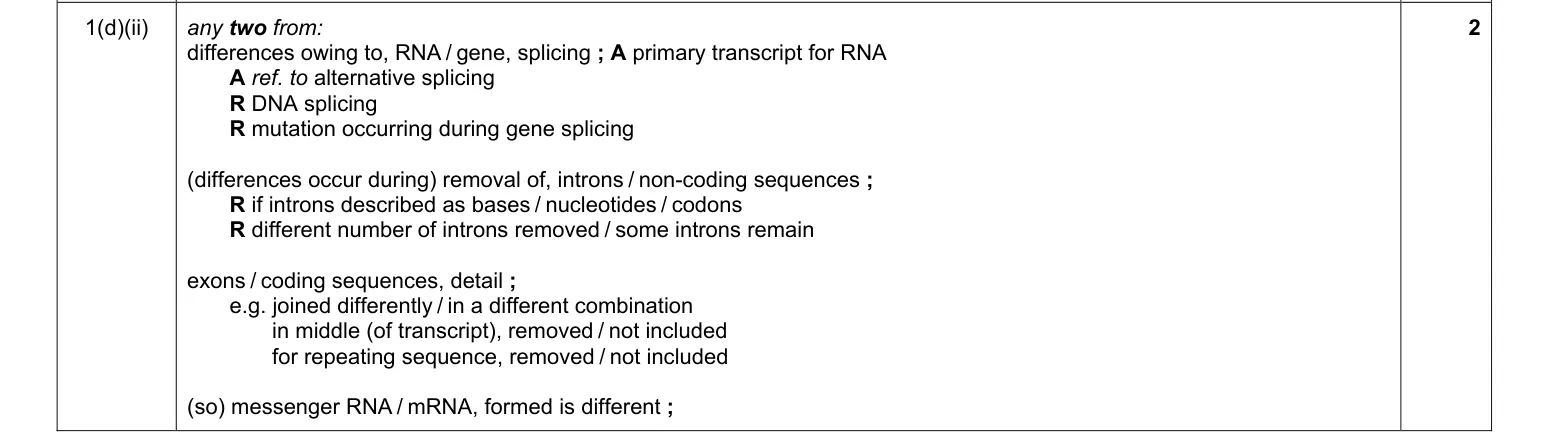 1(d)(ii) any two from: 2
differences owing to, RNA / gene, splicing ; A primary transcript for RNA
A ref. to alternative splicing
R DNA splicing
R mutation occurring during gene splicing
(differences occur during) removal of, introns / non-coding sequences ;
R if introns described as bases / nucleotides / codons
R different number of introns removed / some introns remain
exons / coding sequences, detail ;
e.g. joined differently / in a different combination
in middle (of transcript), removed / not included
for repeating sequence, removed / not included
(so) messenger RNA / mRNA, formed is different ;